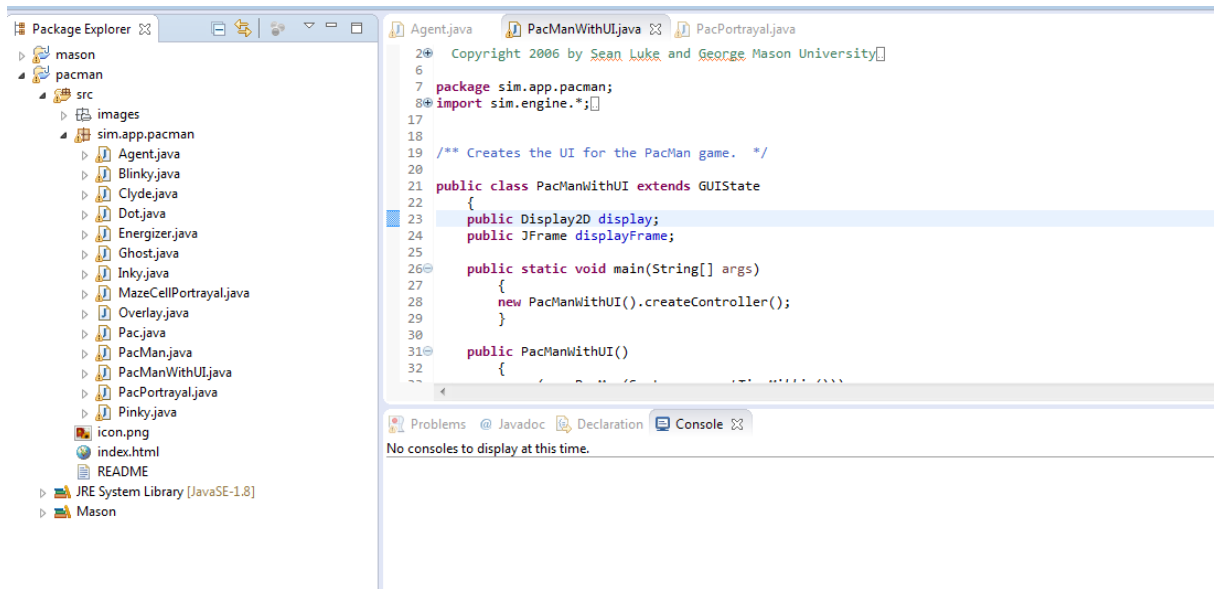 Package Explorer
mason
pacman
src
images
sim.app.pacman
Agent.java
Blinky.java
Clyde.java
Dot.java
Energizer.java
Ghost.java
Inky.java
MazeCellPortrayal.java
Overlay.java
Pac.java
PacMan.java
PacManWithUI.java
PacPortrayal.java
Pinky.java
icon.png
index.html
README
JRE System Library [JavaSE-1.8]
Mason
Agent.java PacManWithUI.java PacPortrayal.java
2 Copyright 2006 by Sean Luke and George Mason University
6
7 package sim.app.pacman;
8 import sim.engine.*;
17
18
19 /** Creates the UI for the PacMan game. */
20
21 public class PacManWithUI extends GUIState
22 {
23 public Display2D display;
24 public JFrame displayFrame;
25
26 public static void main(String[] args)
27 {
28 new PacManWithUI().createController();
29 }
30
31 public PacManWithUI()
32 {
Problems @ Javadoc Declaration Console
No consoles to display at this time.